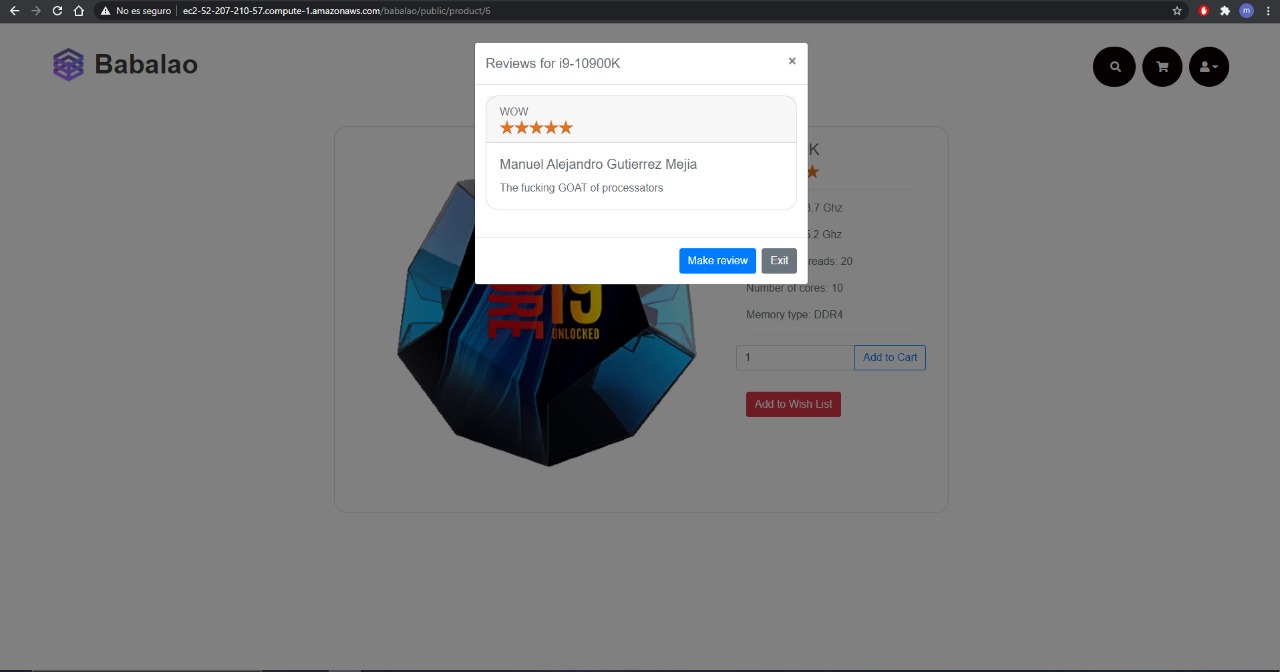 No es seguro
ec2-52-207-210-57.compute-1.amazonaws.com/babalao/public/product/6
m
Babalao
Reviews for i9-10900K
×
WOW
★★★★★
Manuel Alejandro Gutierrez Mejia
The fucking GOAT of processators
Make review
Exit
K
★
.7 Ghz
.2 Ghz
reads: 20
Number of cores: 10
Memory type: DDR4
1
Add to Cart
Add to Wish List
i9
UNLOCKED